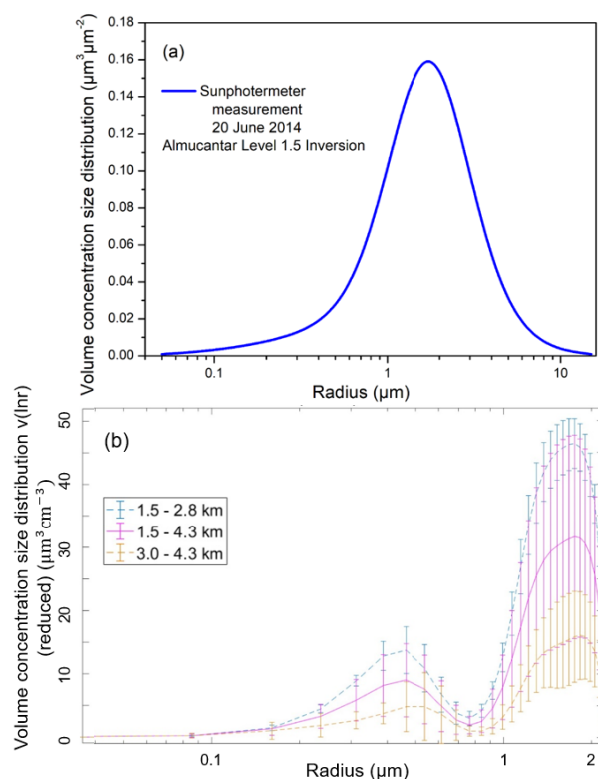 (a)
Volume concentration size distribution (μm³μm⁻²)
0.18
0.16
0.14
0.12
0.10
0.08
0.06
0.04
0.02
0.00
Sunphotermeter
measurement
20 June 2014
Almucantar Level 1.5 Inversion
0.1 1 10
Radius (μm)
(b)
Volume concentration size distribution v(lnr)
(reduced) (μm³cm⁻³)
50
40
30
20
10
0
1.5 - 2.8 km
1.5 - 4.3 km
3.0 - 4.3 km
0.1 1 2
Radius (μm)